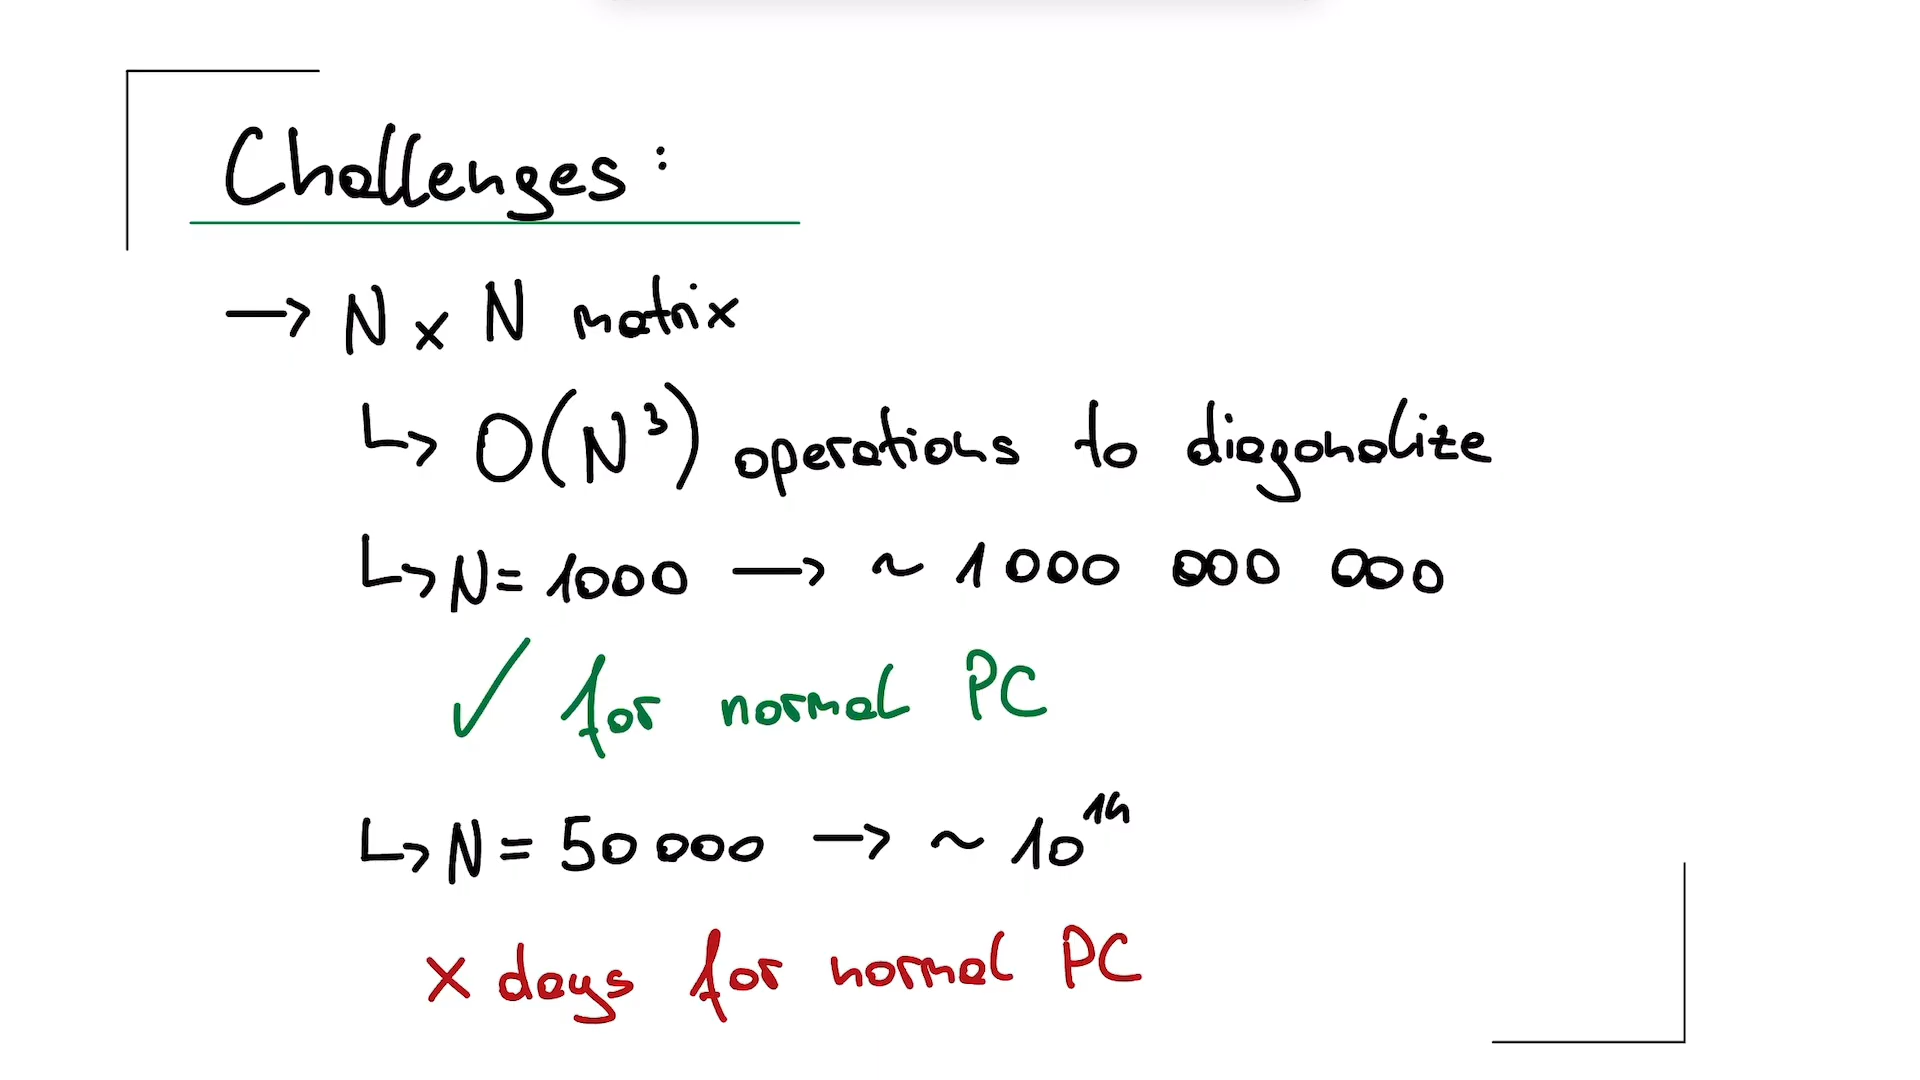 Challenges:
→ N x N matrix
↳ O(N³) operations to diagonalize
↳ N = 1000 → ~ 1 000 000 000
✓ for normal PC
↳ N = 50 000 → ~ 10¹⁴
x days for normal PC